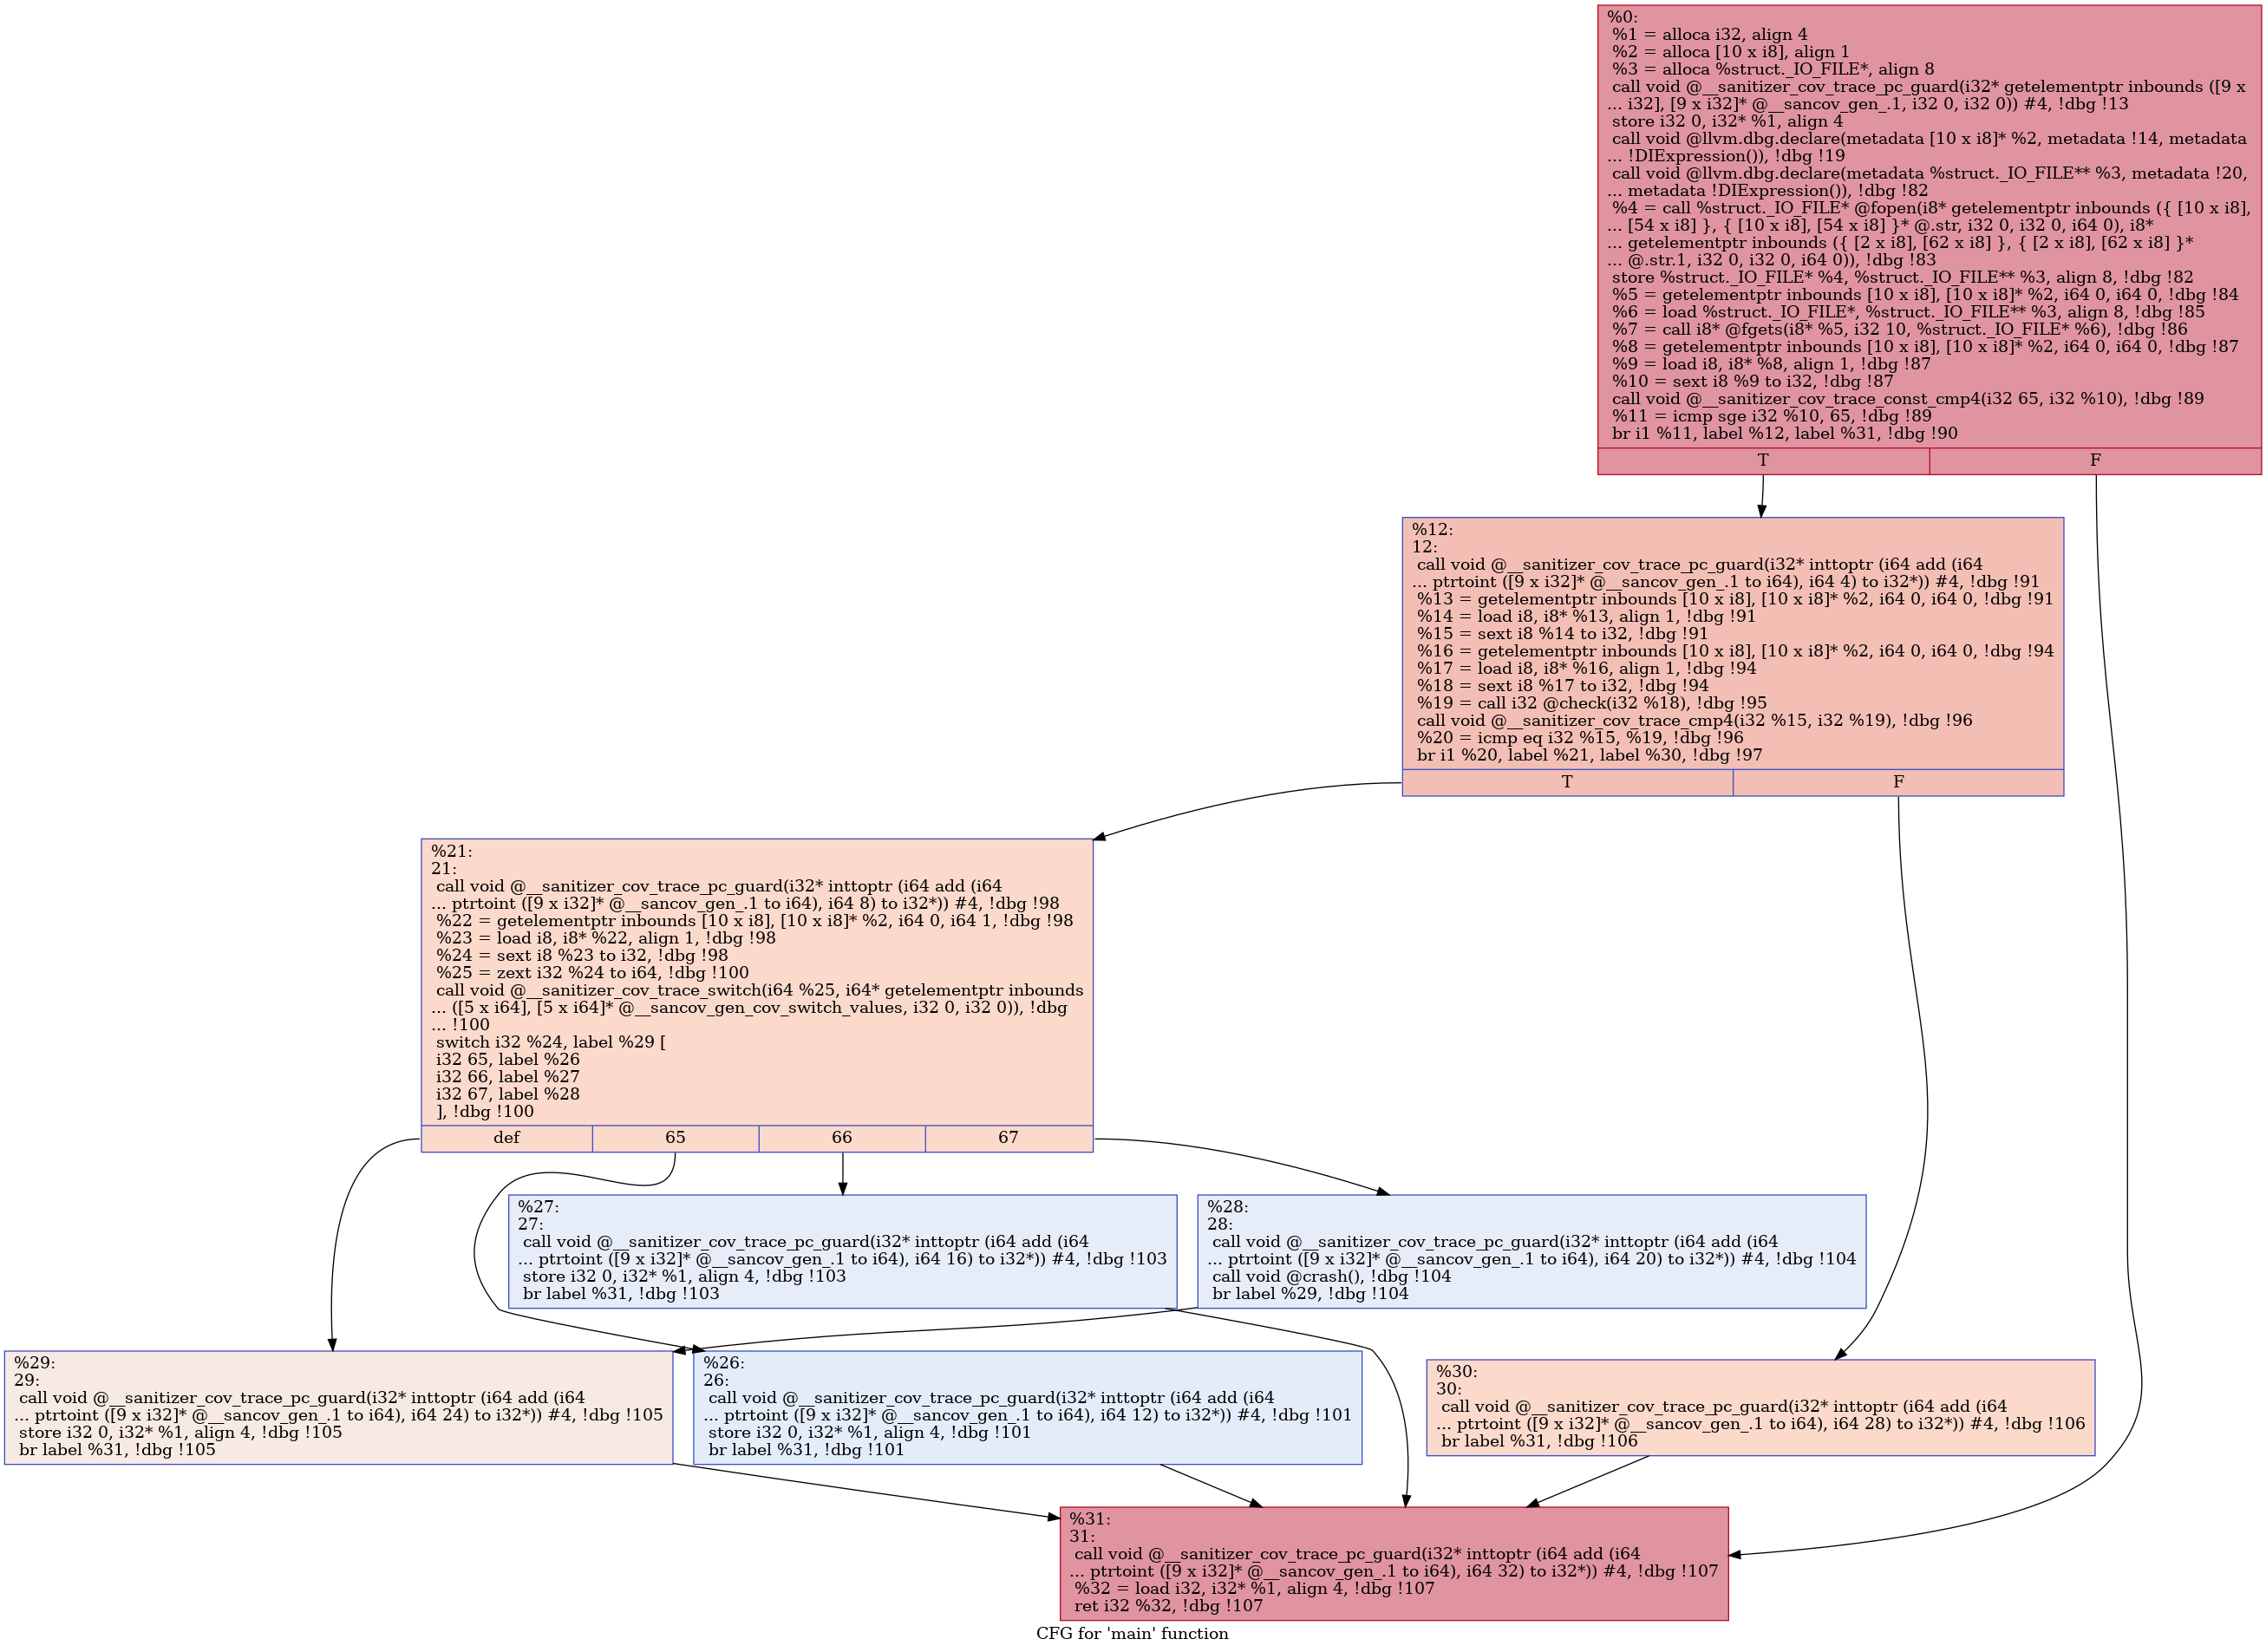 %0:
%1 = alloca i32, align 4
%2 = alloca [10 x i8], align 1
%3 = alloca %struct._IO_FILE*, align 8
call void @__sanitizer_cov_trace_pc_guard(i32* getelementptr inbounds ([9 x
... i32], [9 x i32]* @__sancov_gen_.1, i32 0, i32 0)) #4, !dbg !13
store i32 0, i32* %1, align 4
call void @llvm.dbg.declare(metadata [10 x i8]* %2, metadata !14, metadata
... !DIExpression()), !dbg !19
call void @llvm.dbg.declare(metadata %struct._IO_FILE** %3, metadata !20,
... metadata !DIExpression()), !dbg !82
%4 = call %struct._IO_FILE* @fopen(i8* getelementptr inbounds ({ [10 x i8],
... [54 x i8] }, { [10 x i8], [54 x i8] }* @.str, i32 0, i32 0, i64 0), i8*
... getelementptr inbounds ({ [2 x i8], [62 x i8] }, { [2 x i8], [62 x i8] }*
... @.str.1, i32 0, i32 0, i64 0)), !dbg !83
store %struct._IO_FILE* %4, %struct._IO_FILE** %3, align 8, !dbg !82
%5 = getelementptr inbounds [10 x i8], [10 x i8]* %2, i64 0, i64 0, !dbg !84
%6 = load %struct._IO_FILE*, %struct._IO_FILE** %3, align 8, !dbg !85
%7 = call i8* @fgets(i8* %5, i32 10, %struct._IO_FILE* %6), !dbg !86
%8 = getelementptr inbounds [10 x i8], [10 x i8]* %2, i64 0, i64 0, !dbg !87
%9 = load i8, i8* %8, align 1, !dbg !87
%10 = sext i8 %9 to i32, !dbg !87
call void @__sanitizer_cov_trace_const_cmp4(i32 65, i32 %10), !dbg !89
%11 = icmp sge i32 %10, 65, !dbg !89
br i1 %11, label %12, label %31, !dbg !90
T F
%12:
12:
call void @__sanitizer_cov_trace_pc_guard(i32* inttoptr (i64 add (i64
... ptrtoint ([9 x i32]* @__sancov_gen_.1 to i64), i64 4) to i32*)) #4, !dbg !91
%13 = getelementptr inbounds [10 x i8], [10 x i8]* %2, i64 0, i64 0, !dbg !91
%14 = load i8, i8* %13, align 1, !dbg !91
%15 = sext i8 %14 to i32, !dbg !91
%16 = getelementptr inbounds [10 x i8], [10 x i8]* %2, i64 0, i64 0, !dbg !94
%17 = load i8, i8* %16, align 1, !dbg !94
%18 = sext i8 %17 to i32, !dbg !94
%19 = call i32 @check(i32 %18), !dbg !95
call void @__sanitizer_cov_trace_cmp4(i32 %15, i32 %19), !dbg !96
%20 = icmp eq i32 %15, %19, !dbg !96
br i1 %20, label %21, label %30, !dbg !97
T F
%21:
21:
call void @__sanitizer_cov_trace_pc_guard(i32* inttoptr (i64 add (i64
... ptrtoint ([9 x i32]* @__sancov_gen_.1 to i64), i64 8) to i32*)) #4, !dbg !98
%22 = getelementptr inbounds [10 x i8], [10 x i8]* %2, i64 0, i64 1, !dbg !98
%23 = load i8, i8* %22, align 1, !dbg !98
%24 = sext i8 %23 to i32, !dbg !98
%25 = zext i32 %24 to i64, !dbg !100
call void @__sanitizer_cov_trace_switch(i64 %25, i64* getelementptr inbounds
... ([5 x i64], [5 x i64]* @__sancov_gen_cov_switch_values, i32 0, i32 0)), !dbg
... !100
switch i32 %24, label %29 [
i32 65, label %26
i32 66, label %27
i32 67, label %28
], !dbg !100
def 65 66 67
%27:
27:
call void @__sanitizer_cov_trace_pc_guard(i32* inttoptr (i64 add (i64
... ptrtoint ([9 x i32]* @__sancov_gen_.1 to i64), i64 16) to i32*)) #4, !dbg !103
store i32 0, i32* %1, align 4, !dbg !103
br label %31, !dbg !103
%28:
28:
call void @__sanitizer_cov_trace_pc_guard(i32* inttoptr (i64 add (i64
... ptrtoint ([9 x i32]* @__sancov_gen_.1 to i64), i64 20) to i32*)) #4, !dbg !104
call void @crash(), !dbg !104
br label %29, !dbg !104
%29:
29:
call void @__sanitizer_cov_trace_pc_guard(i32* inttoptr (i64 add (i64
... ptrtoint ([9 x i32]* @__sancov_gen_.1 to i64), i64 24) to i32*)) #4, !dbg !105
store i32 0, i32* %1, align 4, !dbg !105
br label %31, !dbg !105
%26:
26:
call void @__sanitizer_cov_trace_pc_guard(i32* inttoptr (i64 add (i64
... ptrtoint ([9 x i32]* @__sancov_gen_.1 to i64), i64 12) to i32*)) #4, !dbg !101
store i32 0, i32* %1, align 4, !dbg !101
br label %31, !dbg !101
%30:
30:
call void @__sanitizer_cov_trace_pc_guard(i32* inttoptr (i64 add (i64
... ptrtoint ([9 x i32]* @__sancov_gen_.1 to i64), i64 28) to i32*)) #4, !dbg !106
br label %31, !dbg !106
%31:
31:
call void @__sanitizer_cov_trace_pc_guard(i32* inttoptr (i64 add (i64
... ptrtoint ([9 x i32]* @__sancov_gen_.1 to i64), i64 32) to i32*)) #4, !dbg !107
%32 = load i32, i32* %1, align 4, !dbg !107
ret i32 %32, !dbg !107
CFG for 'main' function